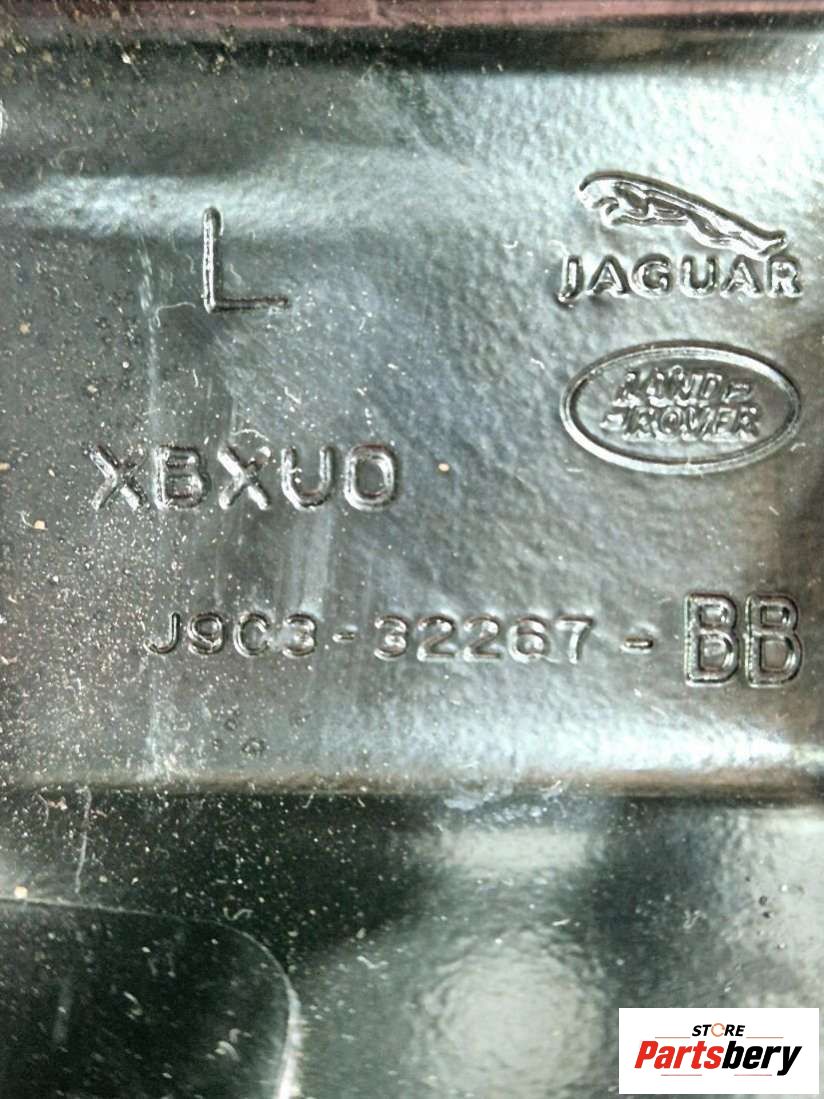 L
JAGUAR
LAND-
-ROVER
XBXU0
J9C3-32267-BB
STORE
Partsbery